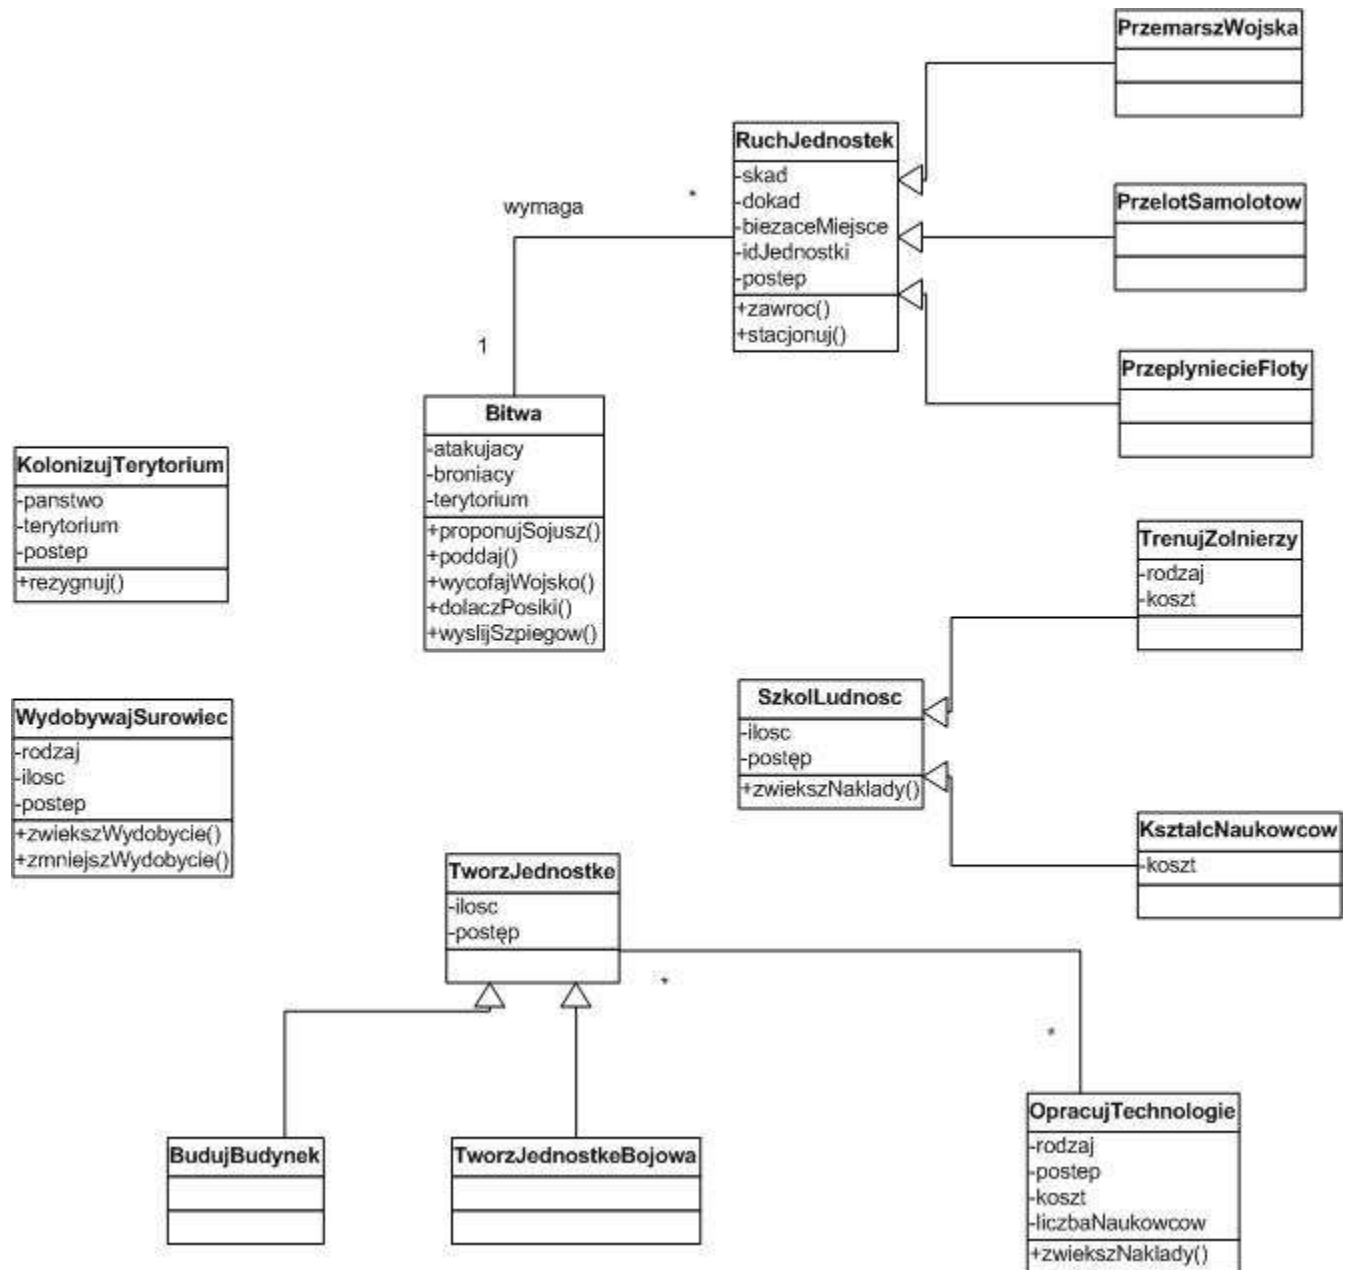 PrzemarszWojska
RuchJednostek
-skad
-dokad
-biezaceMiejsce
-idJednostki
-postep
+zawroc()
+stacjonuj()
PrzelotSamolotow
PrzeplyniecieFloty
wymaga
*
1
Bitwa
-atakujacy
-broniacy
-terytorium
+proponujSojusz()
+poddaj()
+wycofajWojsko()
+dolaczPosiki()
+wyslijSzpiegow()
KolonizujTerytorium
-panstwo
-terytorium
-postep
+rezygnuj()
TrenujZolnierzy
-rodzaj
-koszt
SzkolLudnosc
-ilosc
-postęp
+zwiekszNaklady()
WydobywajSurowiec
-rodzaj
-ilosc
-postep
+zwiekszWydobycie()
+zmniejszWydobycie()
KsztalcNaukowcow
-koszt
TworzJednostke
-ilosc
-postęp
*
*
BudujBudynek
TworzJednostkeBojowa
OpracujTechnologie
-rodzaj
-postep
-koszt
-liczbaNaukowcow
+zwiekszNaklady()